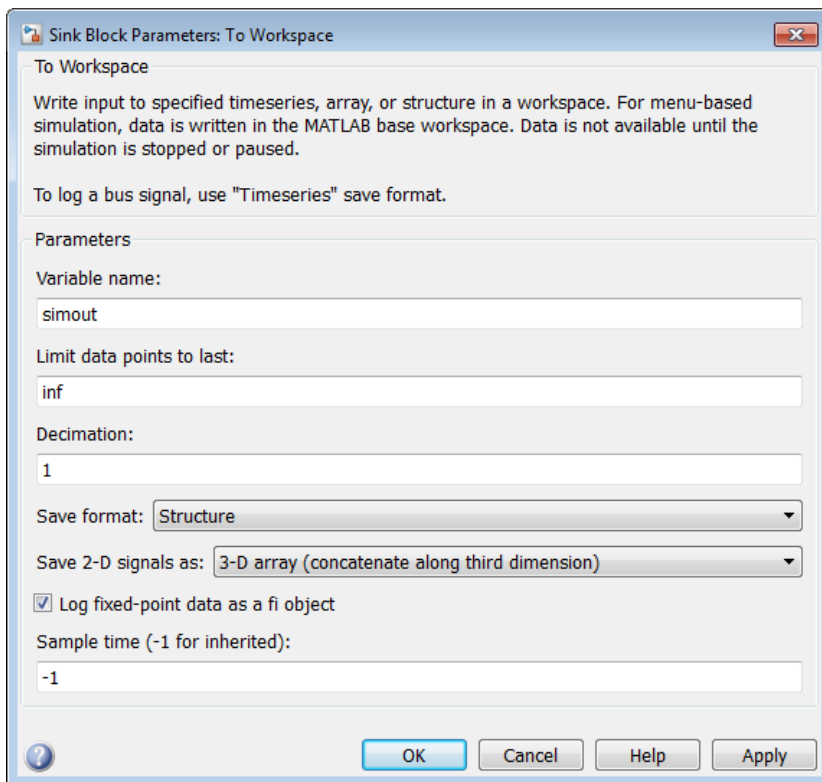 Sink Block Parameters: To Workspace
To Workspace
Write input to specified timeseries, array, or structure in a workspace. For menu-based
simulation, data is written in the MATLAB base workspace. Data is not available until the
simulation is stopped or paused.
To log a bus signal, use "Timeseries" save format.
Parameters
Variable name:
simout
Limit data points to last:
inf
Decimation:
1
Save format: Structure
Save 2-D signals as: 3-D array (concatenate along third dimension)
Log fixed-point data as a fi object
Sample time (-1 for inherited):
-1
? OK Cancel Help Apply